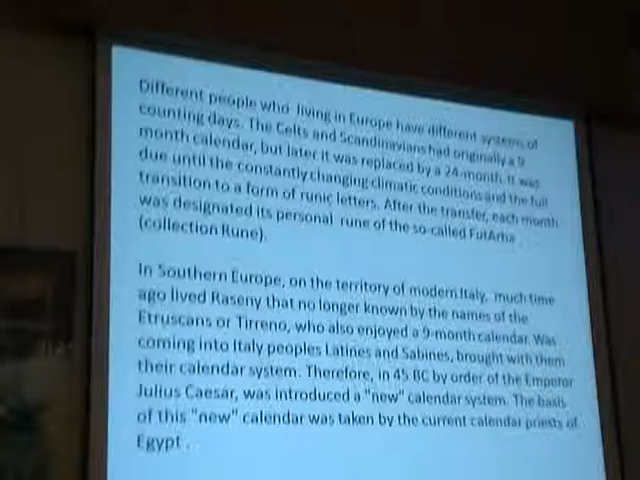 Different people who living in Europe have different systems of
counting days. The Celts and Scandinavians had originally a 9
month calendar, but later it was replaced by a 24-month. It was
due until the constantly changing climatic conditions and the full
transition to a form of runic letters. After the transfer, each month
was designated its personal rune of the so-called FutArha
(collection Rune).
In Southern Europe, on the territory of modern Italy, much time
ago lived Raseny that no longer known by the names of the
Etruscans or Tirreno, who also enjoyed a 9-month calendar. Was
coming into Italy peoples Latines and Sabines, brought with them
their calendar system. Therefore, in 45 BC by order of the Emperor
Julius Caesar, was introduced a "new" calendar system. The basis
of this "new" calendar was taken by the current calendar priests of
Egypt .